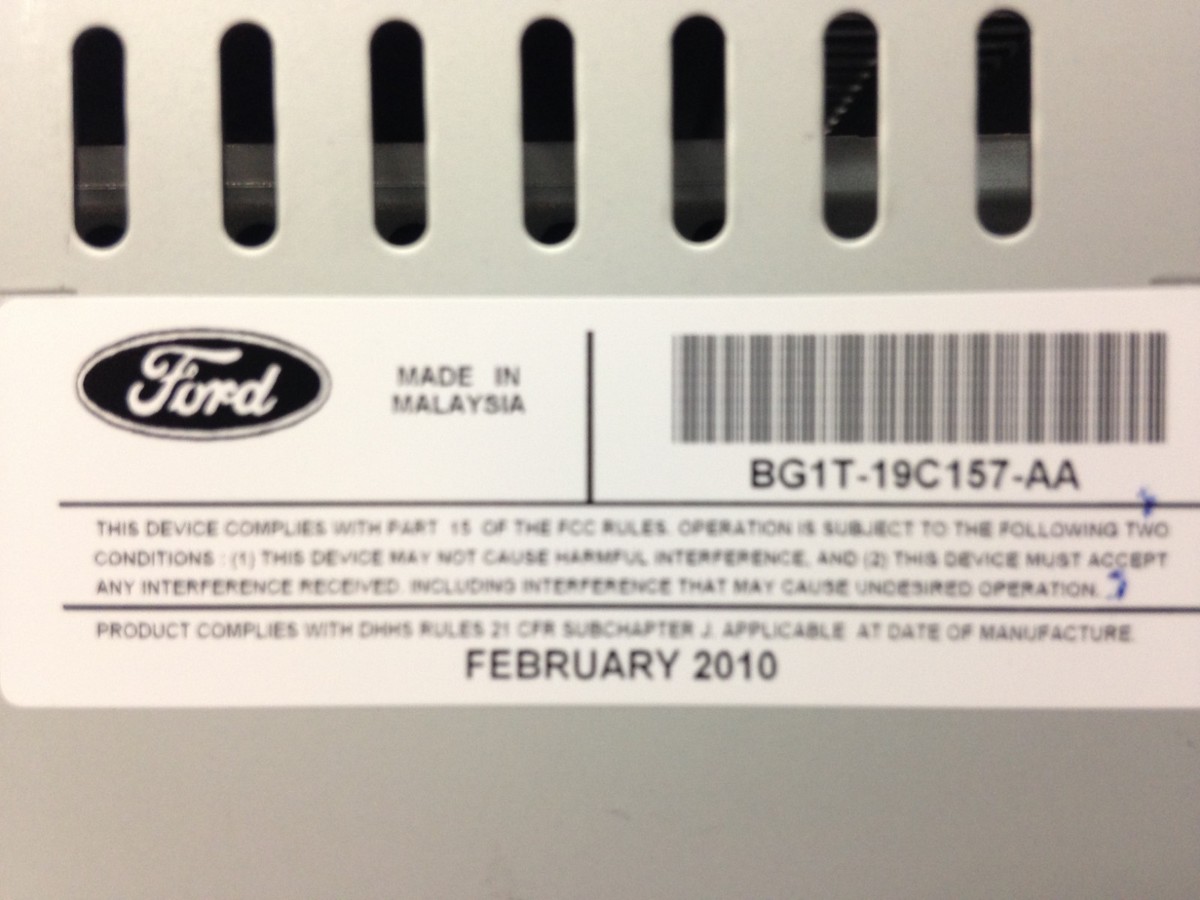 Ford
MADE IN
MALAYSIA
BG1T-19C157-AA
THIS DEVICE COMPLIES WITH PART 15 OF THE FCC RULES. OPERATION IS SUBJECT TO THE FOLLOWING TWO
CONDITIONS : (1) THIS DEVICE MAY NOT CAUSE HARMFUL INTERFERENCE, AND (2) THIS DEVICE MUST ACCEPT
ANY INTERFERENCE RECEIVED. INCLUDING INTERFERENCE THAT MAY CAUSE UNDESIRED OPERATION.
PRODUCT COMPLIES WITH DHHS RULES 21 CFR SUBCHAPTER J. APPLICABLE AT DATE OF MANUFACTURE.
FEBRUARY 2010